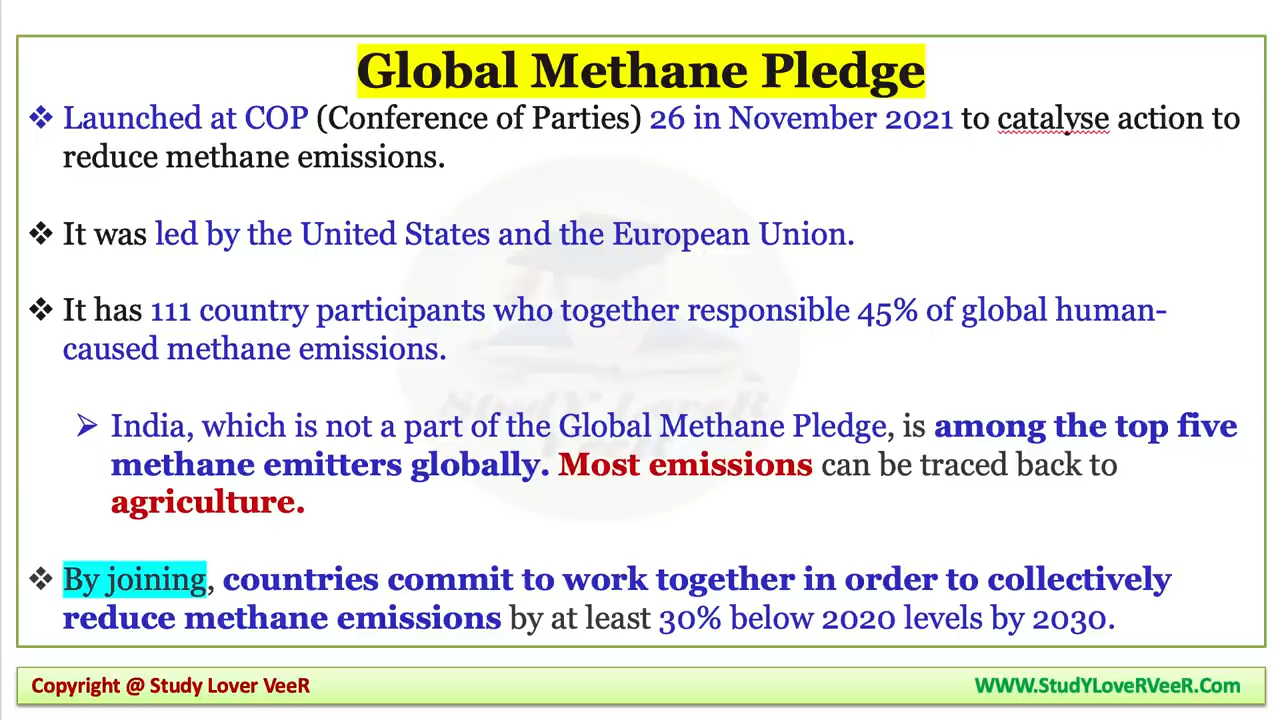 Global Methane Pledge
❖ Launched at COP (Conference of Parties) 26 in November 2021 to catalyse action to
reduce methane emissions.
❖ It was led by the United States and the European Union.
❖ It has 111 country participants who together responsible 45% of global human-
caused methane emissions.
➢ India, which is not a part of the Global Methane Pledge, is among the top five
methane emitters globally. Most emissions can be traced back to
agriculture.
❖ By joining, countries commit to work together in order to collectively
reduce methane emissions by at least 30% below 2020 levels by 2030.
StudY LoveR
VeeR
Copyright @ Study Lover VeeR
WWW.StudYLoveRVeeR.Com